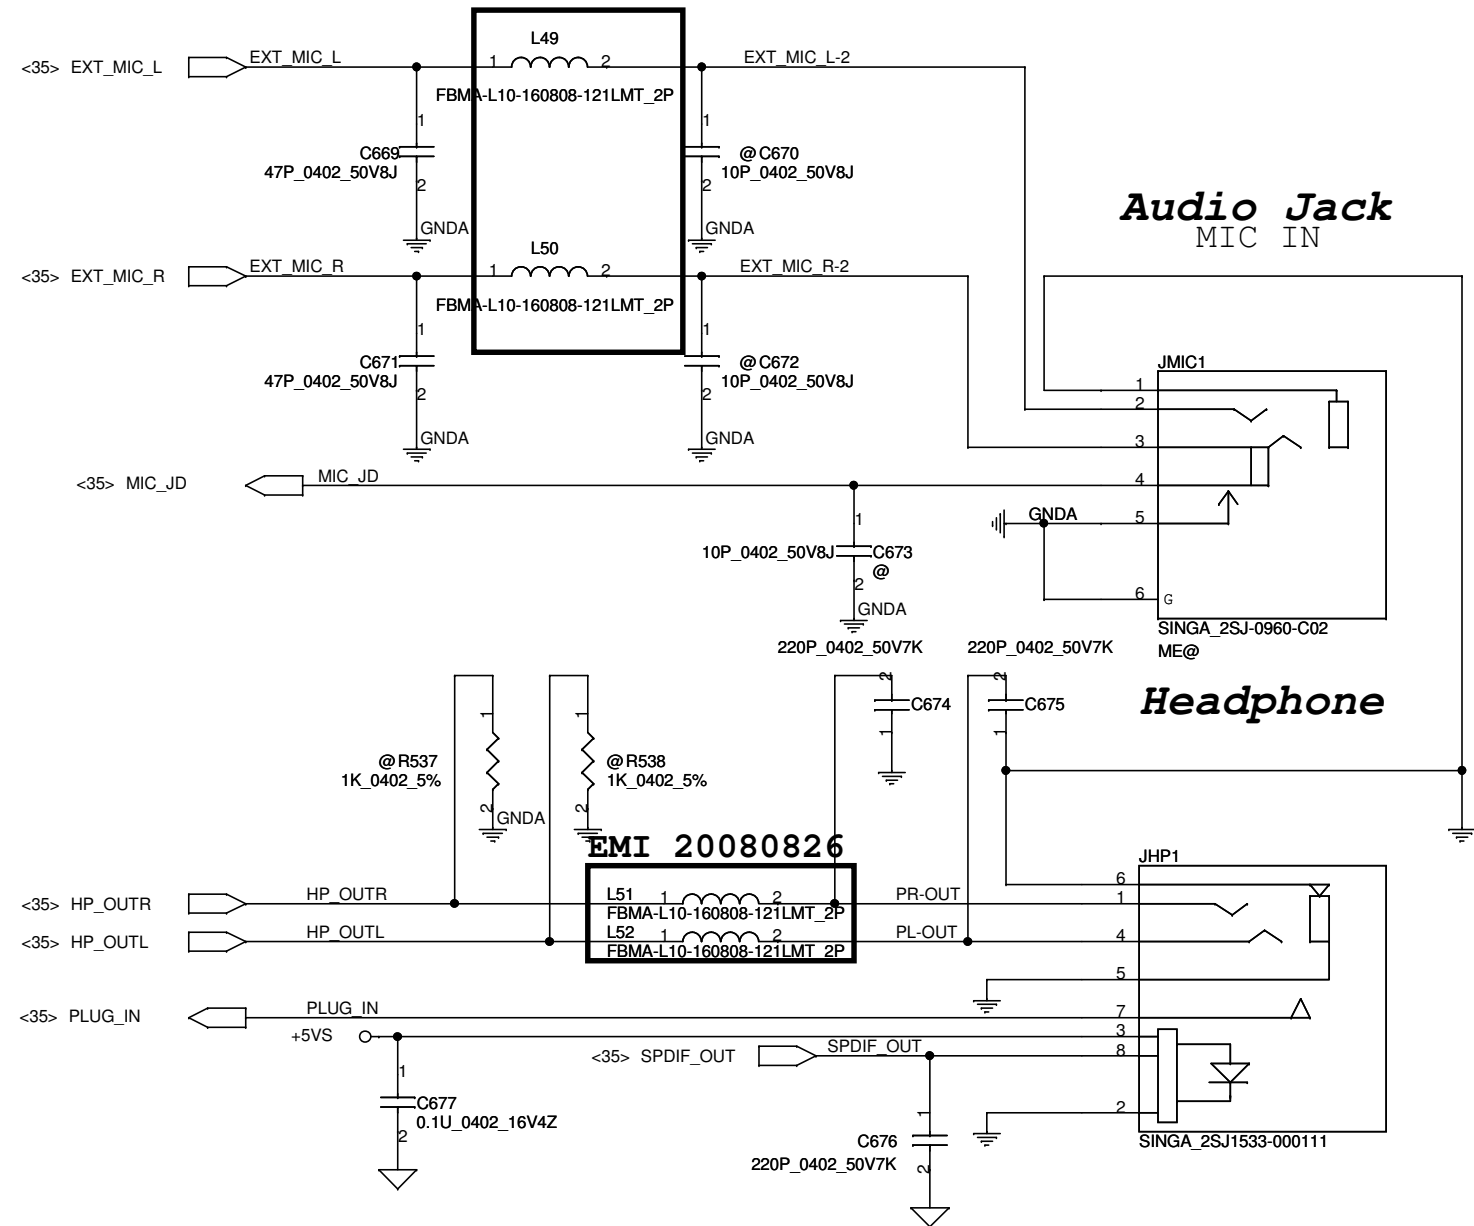 L49
<35> EXT_MIC_L
EXT_MIC_L
1
2
EXT_MIC_L-2
FBMA-L10-160808-121LMT_2P
1
1
C669
47P_0402_50V8J
@ C670
10P_0402_50V8J
2
2
GNDA
GNDA
Audio Jack
MIC IN
L50
<35> EXT_MIC_R
EXT_MIC_R
1
2
EXT_MIC_R-2
FBMA-L10-160808-121LMT_2P
1
1
C671
47P_0402_50V8J
@ C672
10P_0402_50V8J
2
2
GNDA
GNDA
JMIC1
1
2
3
4
5
6
G
GNDA
SINGA_2SJ-0960-C02
ME@
<35> MIC_JD
MIC_JD
1
10P_0402_50V8J
C673
@
2
GNDA
220P_0402_50V7K
220P_0402_50V7K
2
C674
1
2
C675
1
Headphone
1
@ R537
1K_0402_5%
2
GNDA
1
@ R538
1K_0402_5%
2
EMI 20080826
JHP1
<35> HP_OUTR
HP_OUTR
L51
1
2
FBMA-L10-160808-121LMT_2P
PR-OUT
<35> HP_OUTL
HP_OUTL
L52
1
2
FBMA-L10-160808-121LMT_2P
PL-OUT
6
1
4
5
7
3
8
2
<35> PLUG_IN
PLUG_IN
+5VS
<35> SPDIF_OUT
SPDIF_OUT
1
C677
0.1U_0402_16V4Z
2
1
C676
220P_0402_50V7K
2
SINGA_2SJ1533-000111